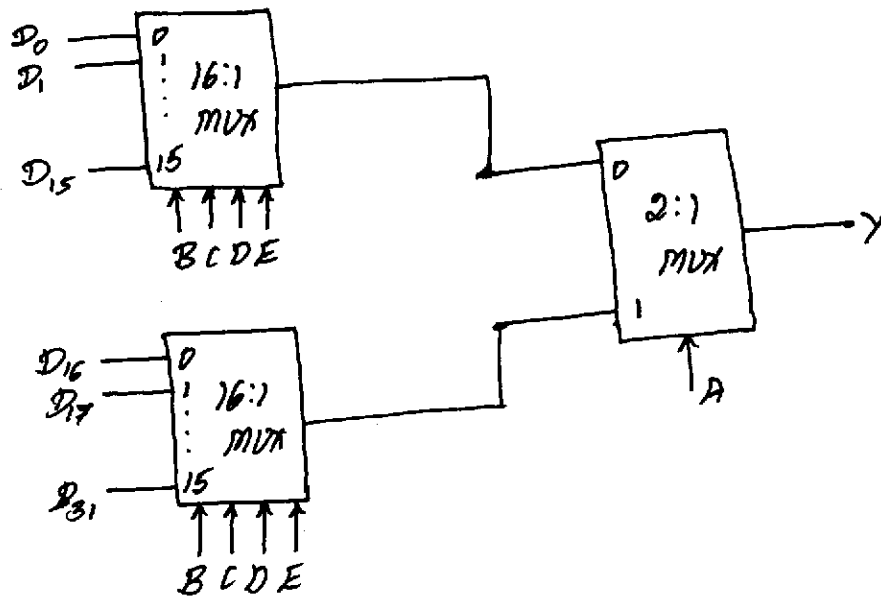 D0 0
D1 1
16:1
MUX
D15 15
B C D E
0
2:1
MUX
1
Y
A
D16 0
D17 1
16:1
MUX
D31 15
B C D E